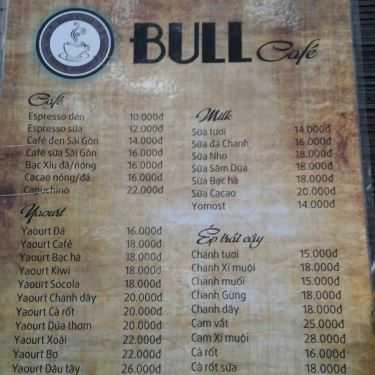 BULL Café
Café
Espresso đen 10.000đ
Espresso sữa 12.000đ
Café đen Sài Gòn 14.000đ
Café sữa Sài Gòn 16.000đ
Bạc Xỉu đá/nóng 16.000đ
Cacao nóng/đá 16.000đ
Capuchino 22.000đ
Yaourt
Yaourt Đá 16.000đ
Yaourt Café 18.000đ
Yaourt Bạc hà 18.000đ
Yaourt Kiwi 18.000đ
Yaourt Socola 18.000đ
Yaourt Chanh dây 20.000đ
Yaourt Cà rốt 20.000đ
Yaourt Dứa thơm 20.000đ
Yaourt Xoài 22.000đ
Yaourt Bơ 22.000đ
Yaourt Dâu tây 26.000đ
Milk
Sữa tươi 14.000đ
Sữa đá Chanh 16.000đ
Sữa Nho 18.000đ
Sữa Sâm Dứa 18.000đ
Sữa Bạc hà 18.000đ
Sữa Cacao 20.000đ
Yomost 14.000đ
Ép trái cây
Chanh tươi 15.000đ
Chanh Xí muội 18.000đ
Chanh muối 15.000đ
Chanh Gừng 18.000đ
Chanh dây 18.000đ
Cam vắt 25.000đ
Cam Xí muội 28.000đ
Cà rốt 16.000đ
Cà rốt sữa 18.000đ